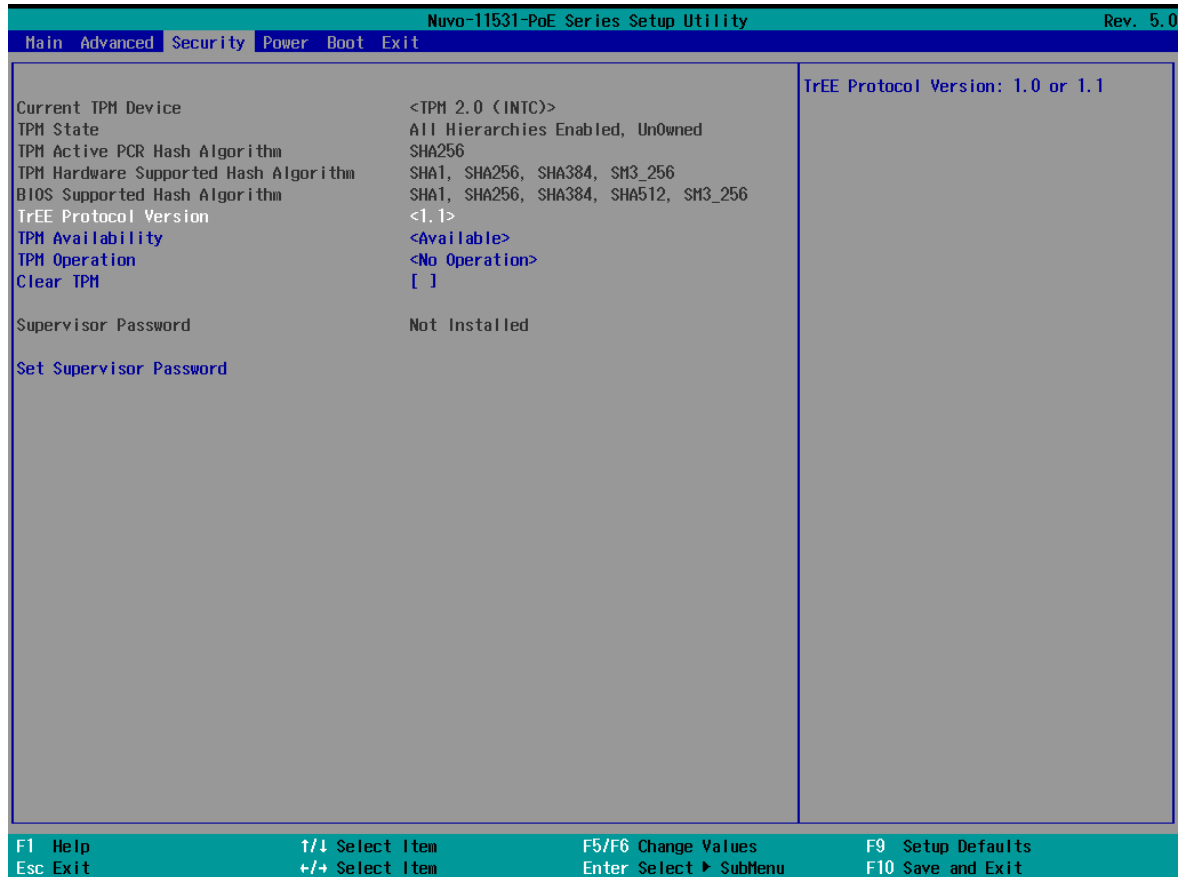 Nuvo-11531-PoE Series Setup Utility Rev. 5.0
Main Advanced Security Power Boot Exit
TrEE Protocol Version: 1.0 or 1.1
Current TPM Device <TPM 2.0 (INTC)>
TPM State All Hierarchies Enabled, UnOwned
TPM Active PCR Hash Algorithm SHA256
TPM Hardware Supported Hash Algorithm SHA1, SHA256, SHA384, SM3_256
BIOS Supported Hash Algorithm SHA1, SHA256, SHA384, SHA512, SM3_256
TrEE Protocol Version <1.1>
TPM Availability <Available>
TPM Operation <No Operation>
Clear TPM [ ]
Supervisor Password Not Installed
Set Supervisor Password
F1 Help ↑/↓ Select Item F5/F6 Change Values F9 Setup Defaults
Esc Exit ←/→ Select Item Enter Select ▶ SubMenu F10 Save and Exit